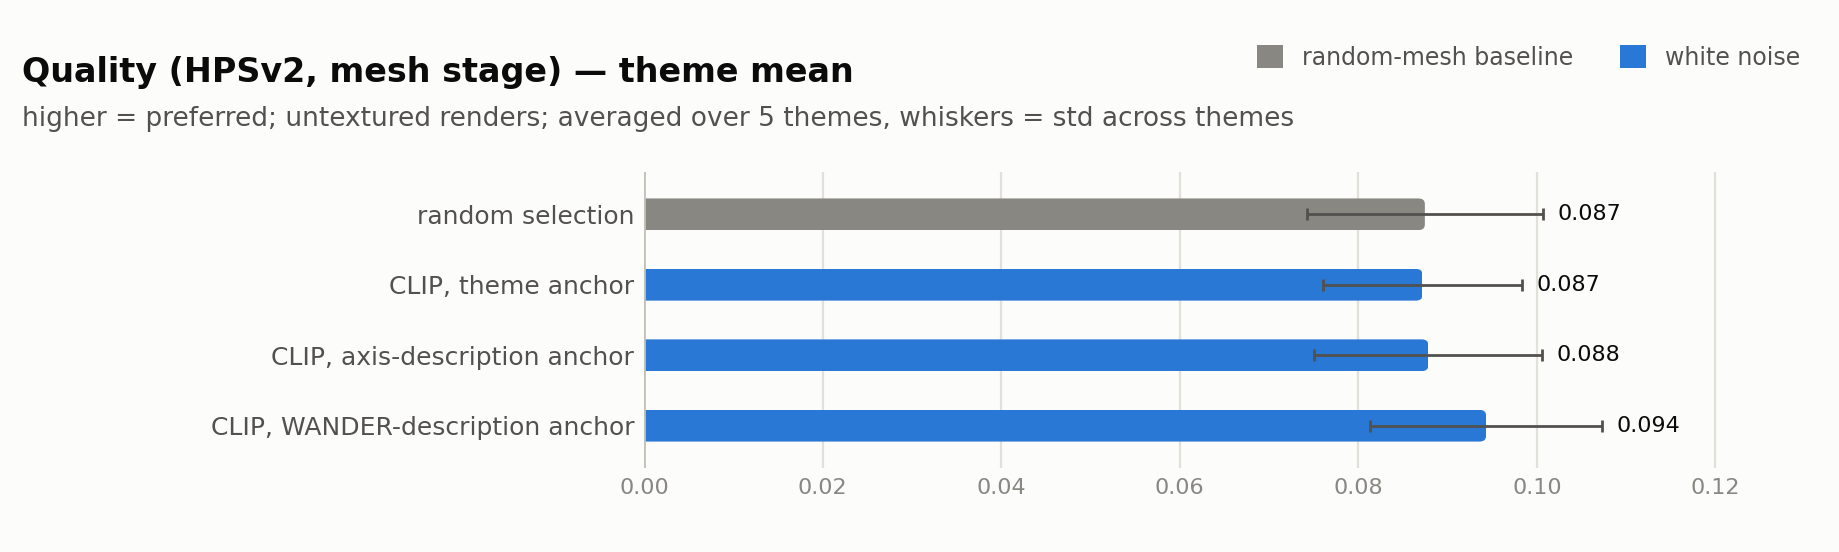 Quality (HPSv2, mesh stage) — theme mean
random-mesh baseline
white noise
higher = preferred; untextured renders; averaged over 5 themes, whiskers = std across themes
random selection
0.087
CLIP, theme anchor
0.087
CLIP, axis-description anchor
0.088
CLIP, WANDER-description anchor
0.094
0.00 0.02 0.04 0.06 0.08 0.10 0.12